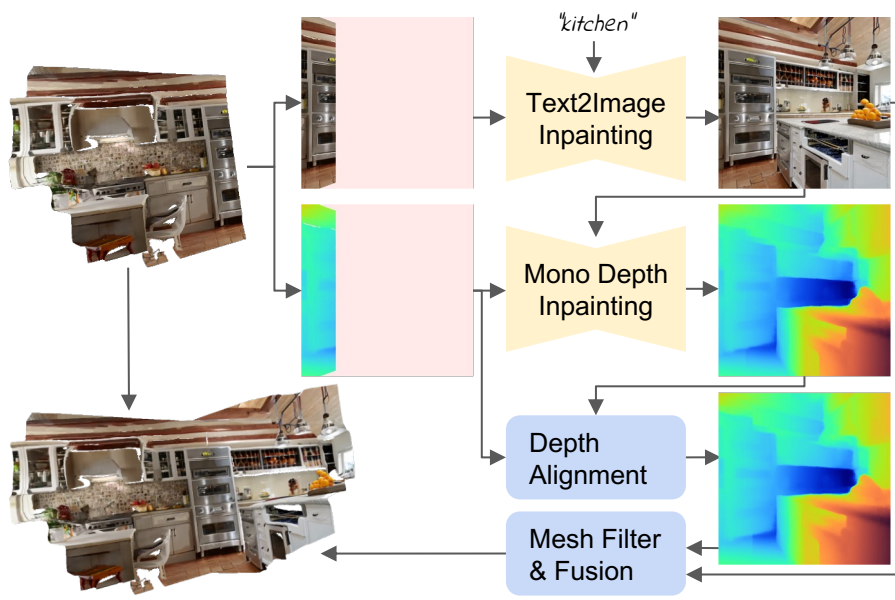 "kitchen"
Text2Image
Inpainting
Mono Depth
Inpainting
Depth
Alignment
Mesh Filter
& Fusion